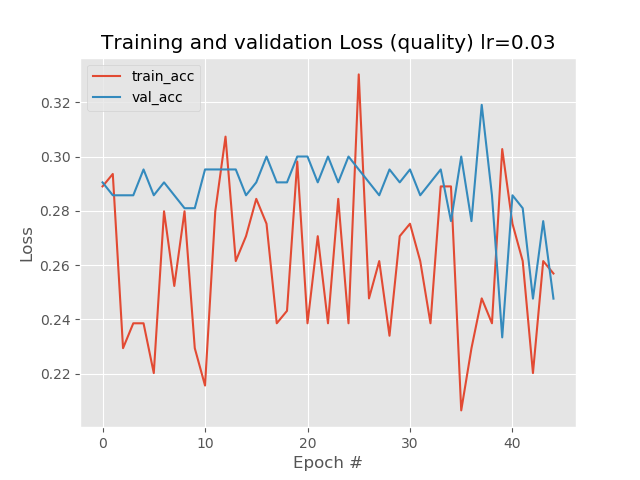 Training and validation Loss (quality) lr=0.03
train_acc
val_acc
0.32
0.30
0.28
0.26
0.24
0.22
Loss
0 10 20 30 40
Epoch #